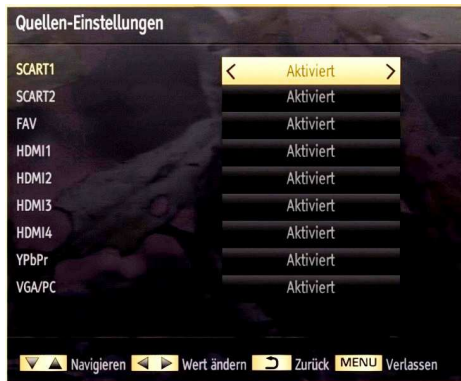 Quellen-Einstellungen
SCART1 Aktiviert
SCART2 Aktiviert
FAV Aktiviert
HDMI1 Aktiviert
HDMI2 Aktiviert
HDMI3 Aktiviert
HDMI4 Aktiviert
YPbPr Aktiviert
VGA/PC Aktiviert
Navigieren Wert ändern Zurück MENU Verlassen